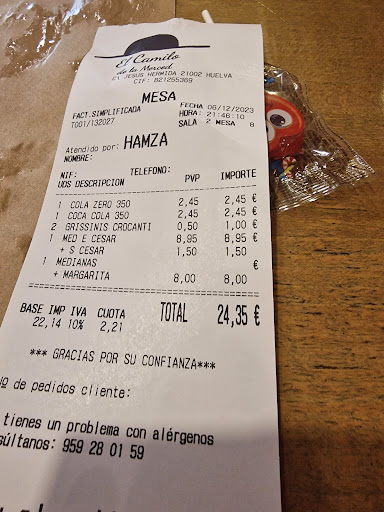 El Camilo
de la Merced
C\ JESUS HERMIDA 21002 HUELVA
CIF: B21255369
MESA
FACT.SIMPLIFICADA FECHA 06/12/2023
T001/132027 HORA: 21:46:10
SALA 2 MESA 8
Atendido por: HAMZA
NOMBRE:
NIF: TELEFONO:
UDS DESCRIPCION PVP IMPORTE
1 COLA ZERO 350 2,45 2,45 €
1 COCA COLA 350 2,45 2,45 €
2 GRISSINIS CROCANTI 0,50 1,00 €
1 MED E CESAR 8,95 8,95 €
+ S CESAR 1,50 1,50
1 MEDIANAS €
+ MARGARITA 8,00 8,00
BASE IMP IVA CUOTA TOTAL 24,35 €
22,14 10% 2,21
*** GRACIAS POR SU CONFIANZA***
Nº de pedidos cliente:
tienes un problema con alérgenos
súltanos: 959 28 01 59